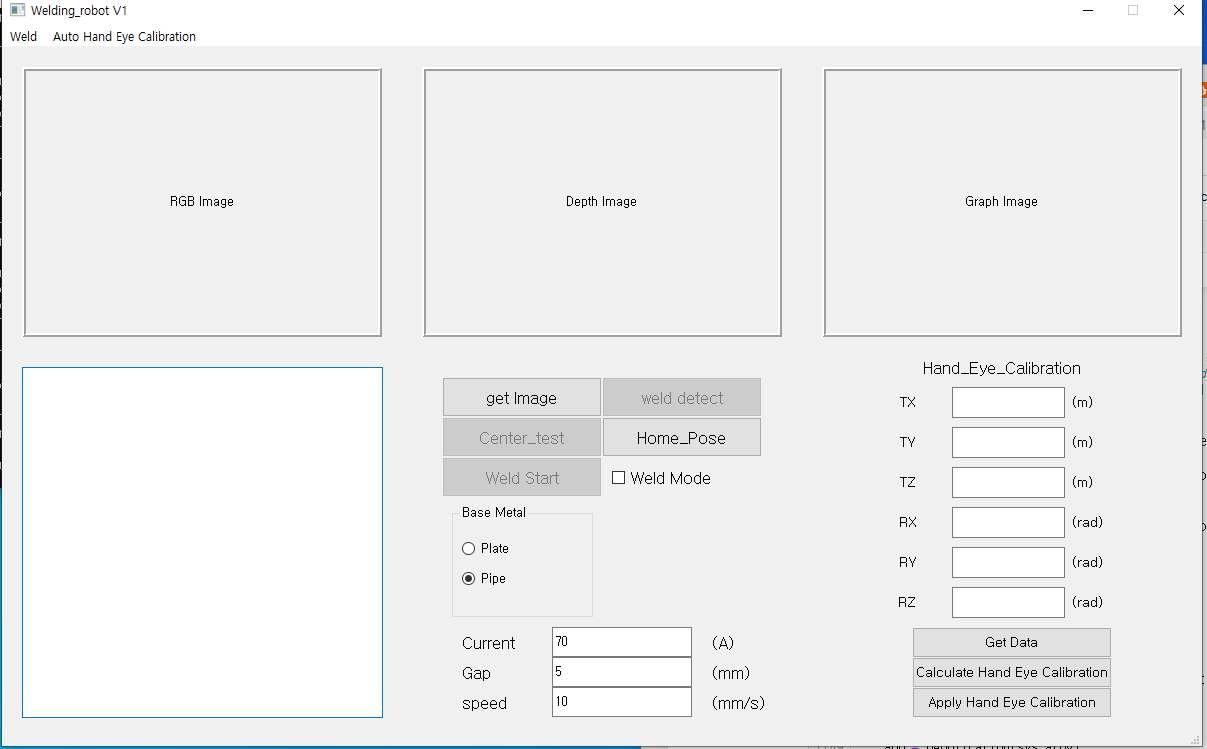 Welding_robot V1
Weld Auto Hand Eye Calibration
RGB Image
Depth Image
Graph Image
get Image
weld detect
Center_test
Home_Pose
Weld Start
Weld Mode
Base Metal
Plate
Pipe
Current 70 (A)
Gap 5 (mm)
speed 10 (mm/s)
Hand_Eye_Calibration
TX (m)
TY (m)
TZ (m)
RX (rad)
RY (rad)
RZ (rad)
Get Data
Calculate Hand Eye Calibration
Apply Hand Eye Calibration